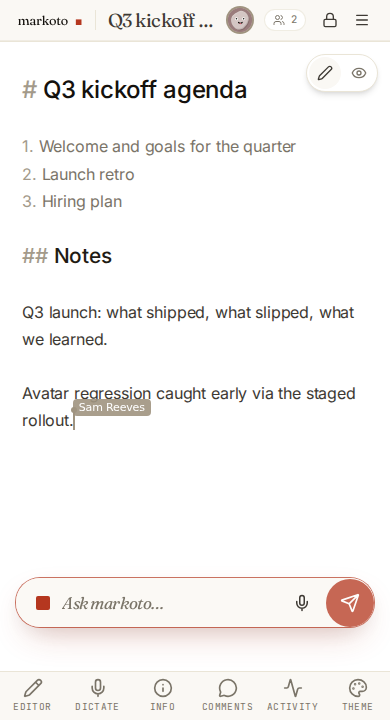 markoto
Q3 kickoff ...
2
# Q3 kickoff agenda
1. Welcome and goals for the quarter
2. Launch retro
3. Hiring plan
## Notes
Q3 launch: what shipped, what slipped, what
we learned.
Avatar regression caught early via the staged
Sam Reeves
rollout.
Ask markoto...
EDITOR
DICTATE
INFO
COMMENTS
ACTIVITY
THEME